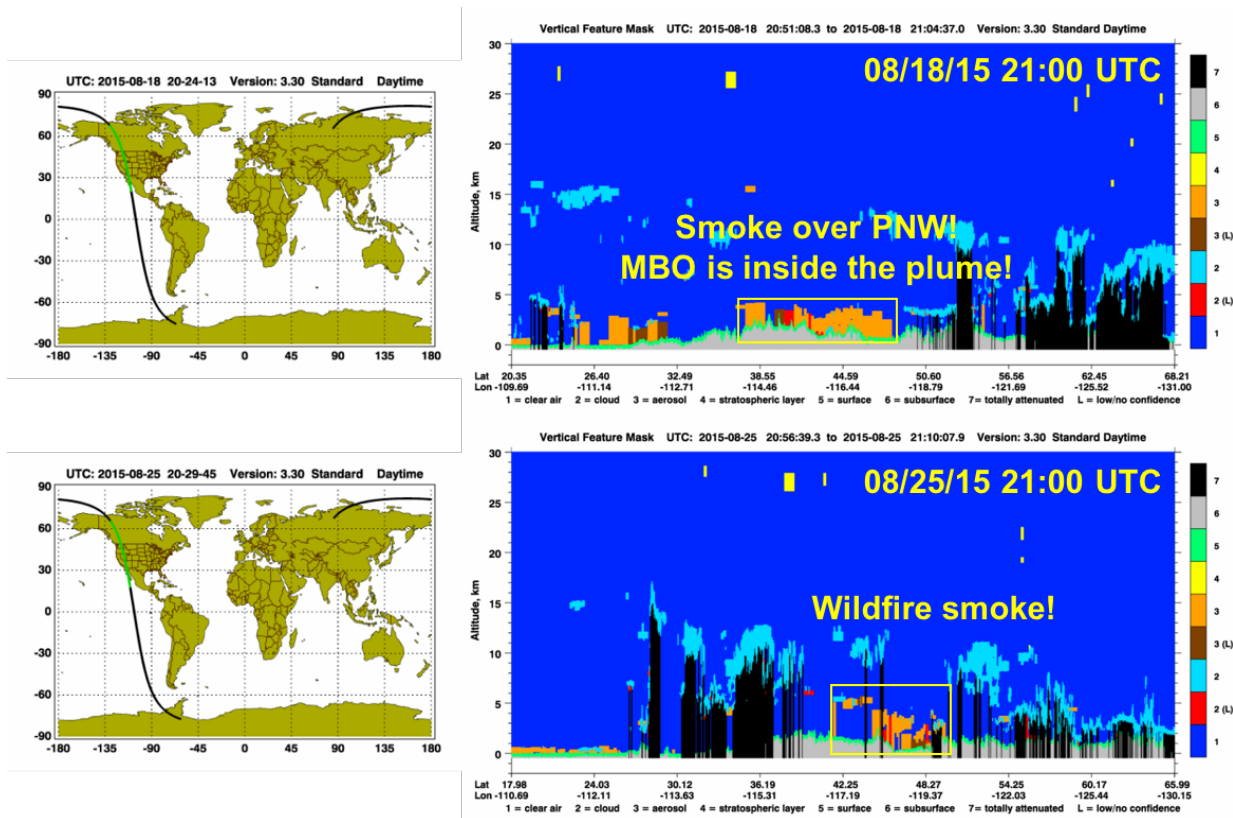 Vertical Feature Mask UTC: 2015-08-18 20:51:08.3 to 2015-08-18 21:04:37.0 Version: 3.30 Standard Daytime
UTC: 2015-08-18 20-24-13 Version: 3.30 Standard Daytime
90
60
30
0
-30
-60
-90
-180 -135 -90 -45 0 45 90 135 180
Altitude, km
30
25
20
15
10
5
0
08/18/15 21:00 UTC
Smoke over PNW!
MBO is inside the plume!
7
6
5
4
3
3 (L)
2
2 (L)
1
Lat 20.35 26.40 32.49 38.55 44.59 50.60 56.56 62.45 68.21
Lon -109.69 -111.14 -112.71 -114.46 -116.44 -118.79 -121.69 -125.52 -131.00
1 = clear air 2 = cloud 3 = aerosol 4 = stratospheric layer 5 = surface 6 = subsurface 7= totally attenuated L = low/no confidence
Vertical Feature Mask UTC: 2015-08-25 20:56:39.3 to 2015-08-25 21:10:07.9 Version: 3.30 Standard Daytime
UTC: 2015-08-25 20-29-45 Version: 3.30 Standard Daytime
90
60
30
0
-30
-60
-90
-180 -135 -90 -45 0 45 90 135 180
Altitude, km
30
25
20
15
10
5
0
08/25/15 21:00 UTC
Wildfire smoke!
7
6
5
4
3
3 (L)
2
2 (L)
1
Lat 17.98 24.03 30.12 36.19 42.25 48.27 54.25 60.17 65.99
Lon -110.69 -112.11 -113.63 -115.31 -117.19 -119.37 -122.03 -125.44 -130.15
1 = clear air 2 = cloud 3 = aerosol 4 = stratospheric layer 5 = surface 6 = subsurface 7= totally attenuated L = low/no confidence